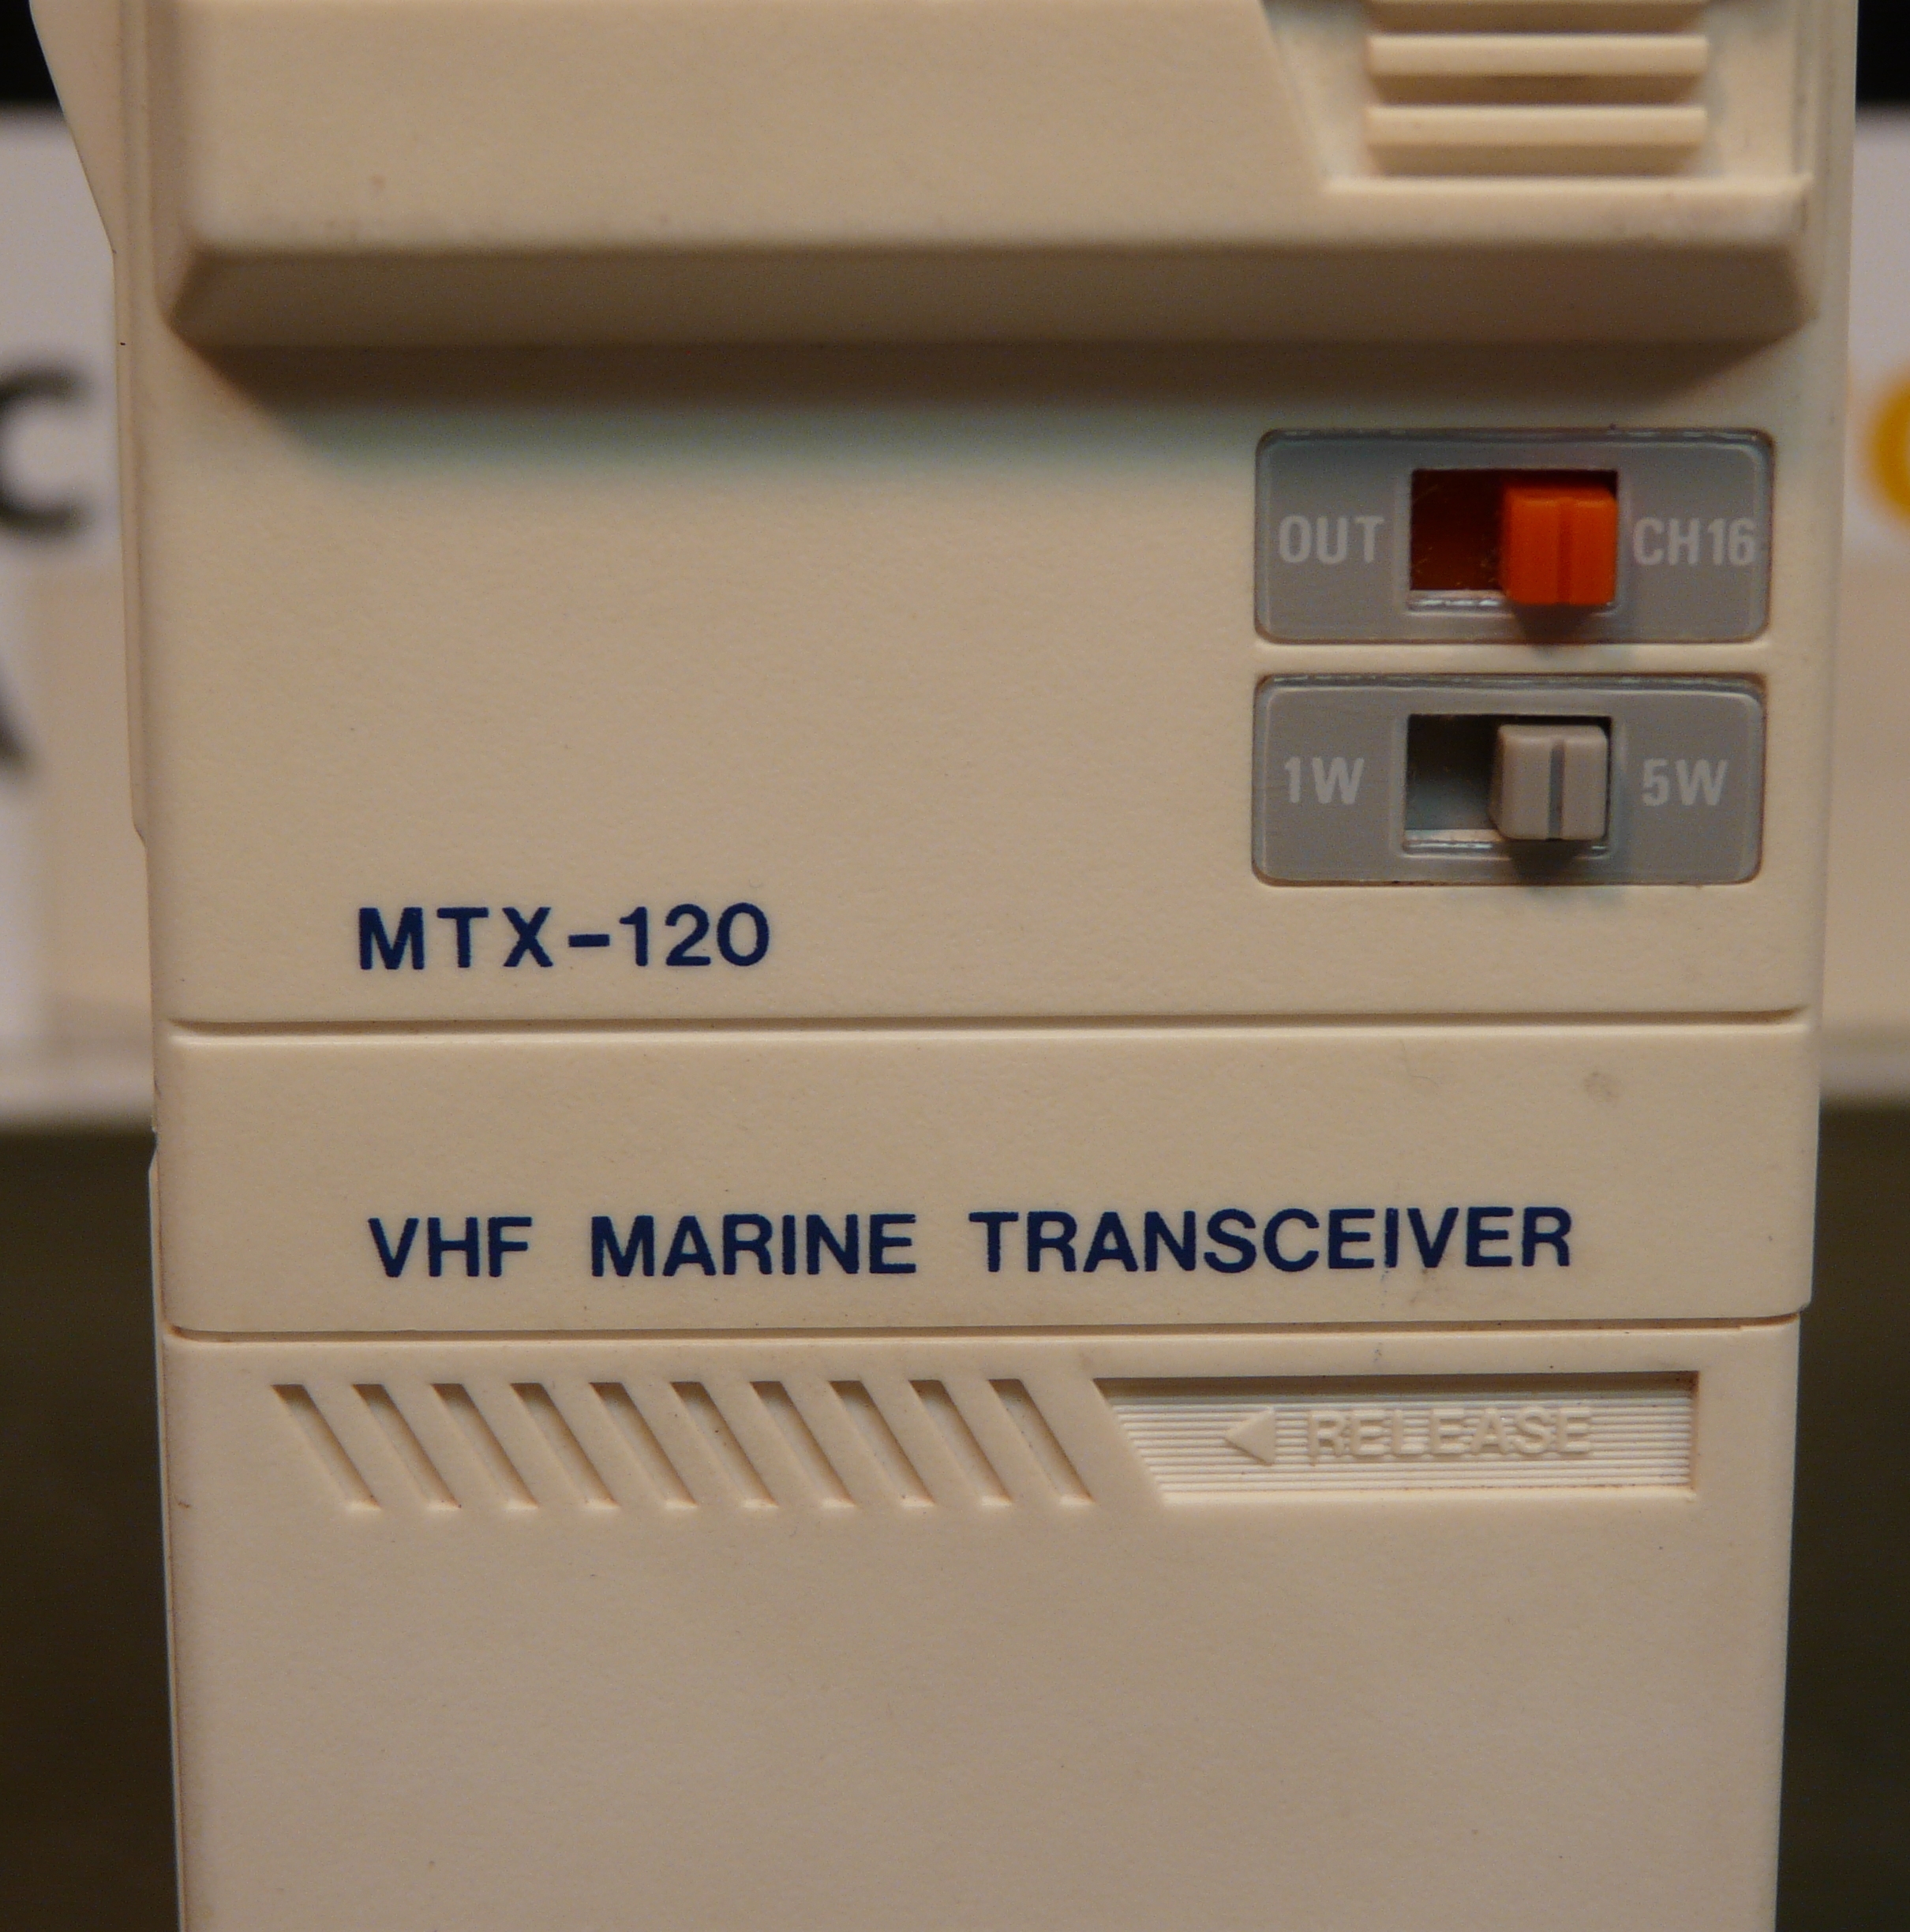 OUT CH16
1W 5W
MTX-120
VHF MARINE TRANSCEIVER
RELEASE